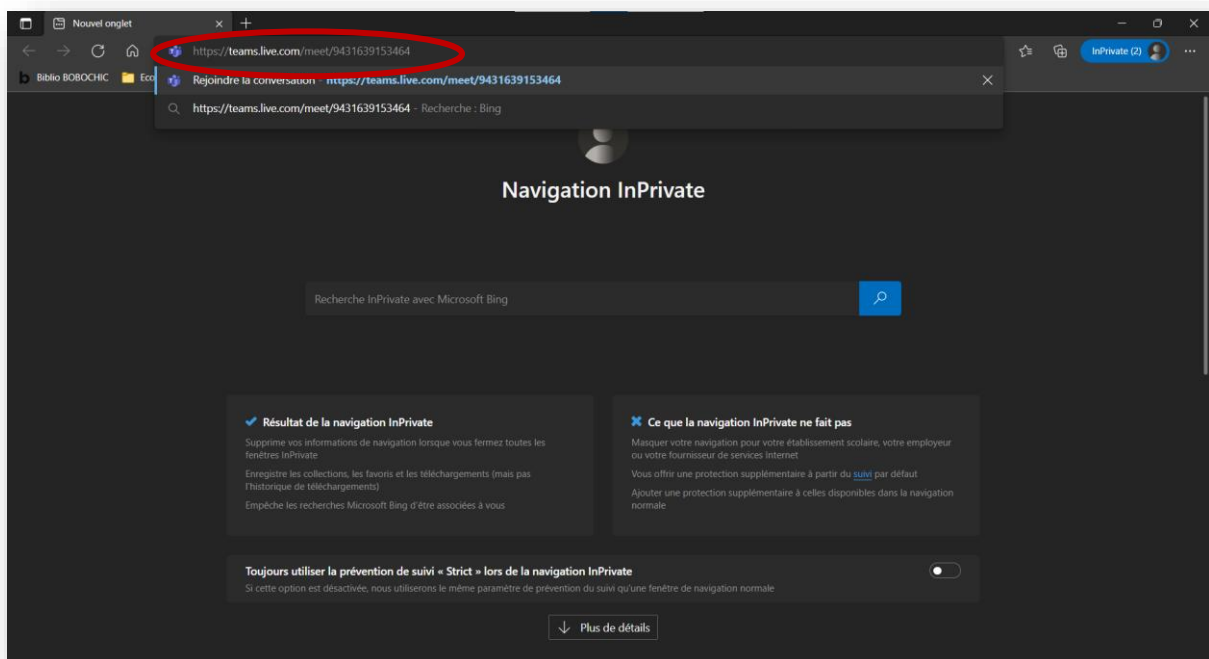 Nouvel onglet
https://teams.live.com/meet/9431639153464
InPrivate (2)
Biblio BOBOCHIC
Eco
Rejoindre la conversation - https://teams.live.com/meet/9431639153464
https://teams.live.com/meet/9431639153464 - Recherche : Bing
Navigation InPrivate
Recherche InPrivate avec Microsoft Bing
Résultat de la navigation InPrivate
Supprime vos informations de navigation lorsque vous fermez toutes les
fenêtres InPrivate
Enregistre les collections, les favoris et les téléchargements (mais pas
l'historique de téléchargements)
Empêche les recherches Microsoft Bing d'être associées à vous
Ce que la navigation InPrivate ne fait pas
Masquer votre navigation pour votre établissement scolaire, votre employeur
ou votre fournisseur de services Internet
Vous offrir une protection supplémentaire à partir du suivi par défaut
Ajouter une protection supplémentaire à celles disponibles dans la navigation
normale
Toujours utiliser la prévention de suivi « Strict » lors de la navigation InPrivate
Si cette option est désactivée, nous utiliserons le même paramètre de prévention du suivi qu'une fenêtre de navigation normale
Plus de détails